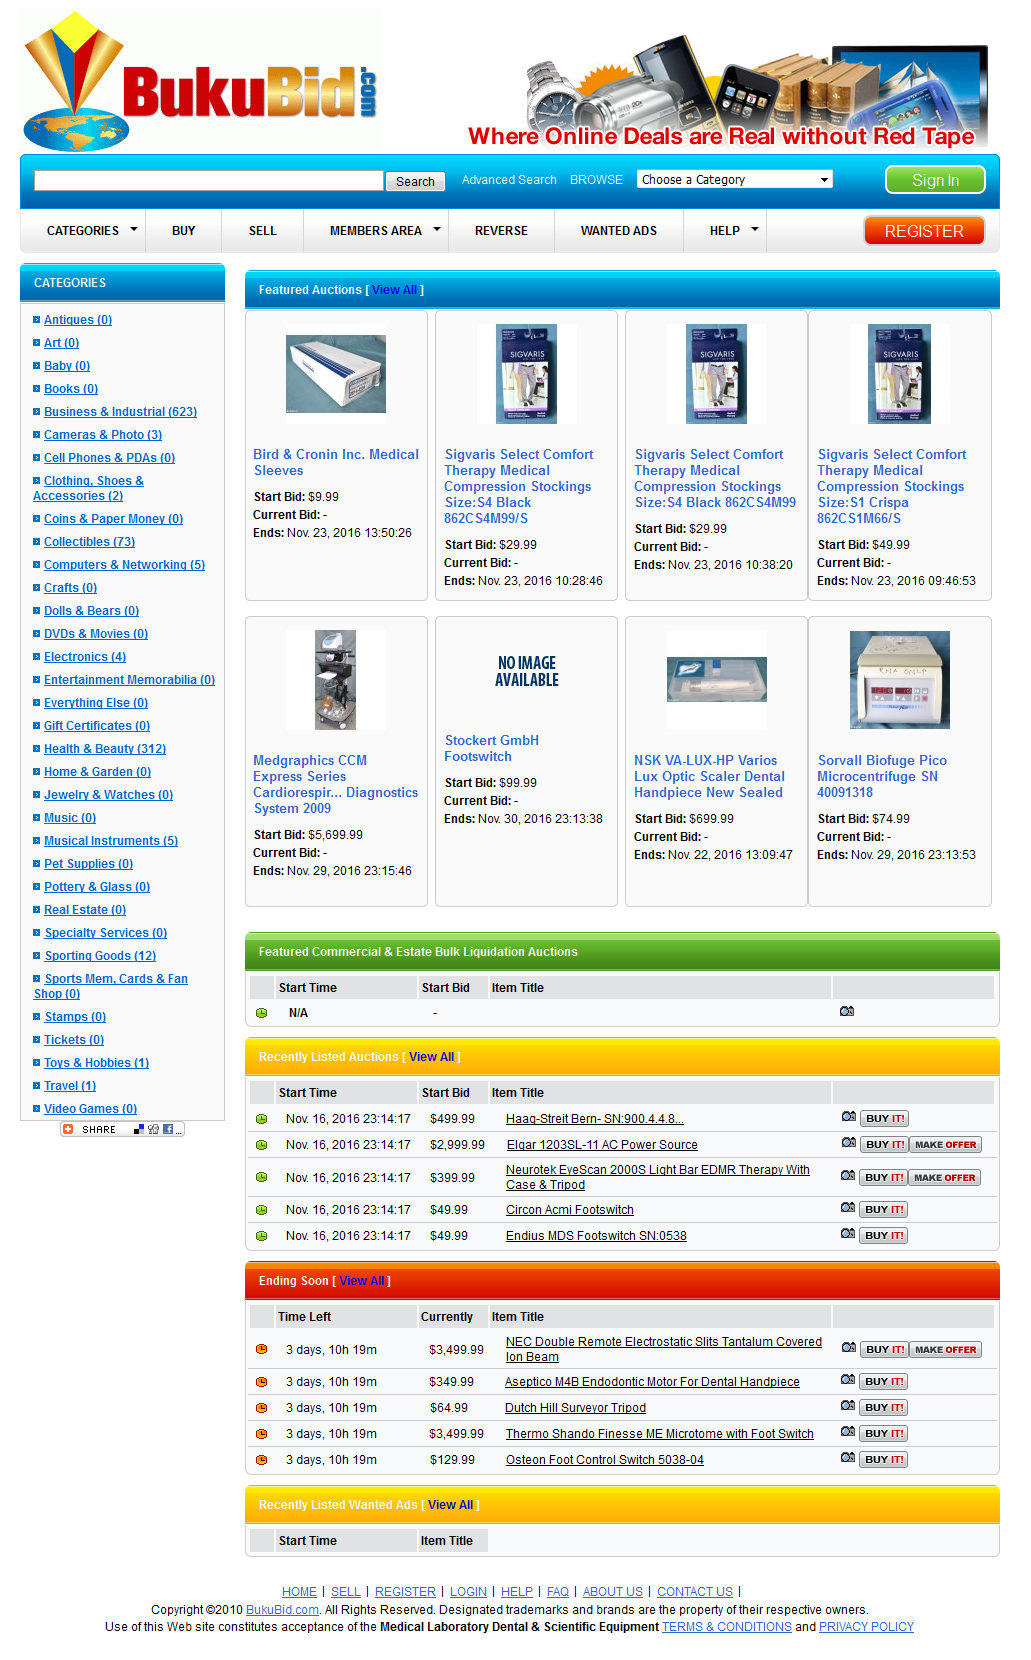 BukuBid.com
Where Online Deals are Real without Red Tape
Search Advanced Search BROWSE Choose a Category Sign In
CATEGORIES BUY SELL MEMBERS AREA REVERSE WANTED ADS HELP REGISTER
CATEGORIES
Antiques (0)
Art (0)
Baby (0)
Books (0)
Business & Industrial (623)
Cameras & Photo (3)
Cell Phones & PDAs (0)
Clothing, Shoes &
Accessories (2)
Coins & Paper Money (0)
Collectibles (73)
Computers & Networking (5)
Crafts (0)
Dolls & Bears (0)
DVDs & Movies (0)
Electronics (4)
Entertainment Memorabilia (0)
Everything Else (0)
Gift Certificates (0)
Health & Beauty (312)
Home & Garden (0)
Jewelry & Watches (0)
Music (0)
Musical Instruments (5)
Pet Supplies (0)
Pottery & Glass (0)
Real Estate (0)
Specialty Services (0)
Sporting Goods (12)
Sports Mem, Cards & Fan
Shop (0)
Stamps (0)
Tickets (0)
Toys & Hobbies (1)
Travel (1)
Video Games (0)
SHARE
Featured Auctions [ View All ]
Bird & Cronin Inc. Medical
Sleeves
Start Bid: $9.99
Current Bid: -
Ends: Nov. 23, 2016 13:50:26
SIGVARIS
Sigvaris Select Comfort
Therapy Medical
Compression Stockings
Size:S4 Black
862CS4M99/S
Start Bid: $29.99
Current Bid: -
Ends: Nov. 23, 2016 10:28:46
SIGVARIS
Sigvaris Select Comfort
Therapy Medical
Compression Stockings
Size:S4 Black 862CS4M99
Start Bid: $29.99
Current Bid: -
Ends: Nov. 23, 2016 10:38:20
SIGVARIS
Sigvaris Select Comfort
Therapy Medical
Compression Stockings
Size:S1 Crispa
862CS1M66/S
Start Bid: $49.99
Current Bid: -
Ends: Nov. 23, 2016 09:46:53
Medgraphics CCM
Express Series
Cardiorespir... Diagnostics
System 2009
Start Bid: $5,699.99
Current Bid: -
Ends: Nov. 29, 2016 23:15:46
NO IMAGE
AVAILABLE
Stockert GmbH
Footswitch
Start Bid: $99.99
Current Bid: -
Ends: Nov. 30, 2016 23:13:38
NSK VA-LUX-HP Varios
Lux Optic Scaler Dental
Handpiece New Sealed
Start Bid: $699.99
Current Bid: -
Ends: Nov. 22, 2016 13:09:47
RNA ONLY
Sorvall Biofuge Pico
Microcentrifuge SN
40091318
Start Bid: $74.99
Current Bid: -
Ends: Nov. 29, 2016 23:13:53
Featured Commercial & Estate Bulk Liquidation Auctions
Start Time Start Bid Item Title
N/A -
Recently Listed Auctions [ View All ]
Start Time Start Bid Item Title
Nov. 16, 2016 23:14:17 $499.99 Haag-Streit Bern- SN:900.4.4.8... BUY IT!
Nov. 16, 2016 23:14:17 $2,999.99 Elgar 1203SL-11 AC Power Source BUY IT! MAKE OFFER
Nov. 16, 2016 23:14:17 $399.99 Neurotek EyeScan 2000S Light Bar EDMR Therapy With
Case & Tripod BUY IT! MAKE OFFER
Nov. 16, 2016 23:14:17 $49.99 Circon Acmi Footswitch BUY IT!
Nov. 16, 2016 23:14:17 $49.99 Endius MDS Footswitch SN:0538 BUY IT!
Ending Soon [ View All ]
Time Left Currently Item Title
3 days, 10h 19m $3,499.99 NEC Double Remote Electrostatic Slits Tantalum Covered
Ion Beam BUY IT! MAKE OFFER
3 days, 10h 19m $349.99 Aseptico M4B Endodontic Motor For Dental Handpiece BUY IT!
3 days, 10h 19m $64.99 Dutch Hill Surveyor Tripod BUY IT!
3 days, 10h 19m $3,499.99 Thermo Shando Finesse ME Microtome with Foot Switch BUY IT!
3 days, 10h 19m $129.99 Osteon Foot Control Switch 5038-04 BUY IT!
Recently Listed Wanted Ads [ View All ]
Start Time Item Title
HOME | SELL | REGISTER | LOGIN | HELP | FAQ | ABOUT US | CONTACT US |
Copyright ©2010 BukuBid.com. All Rights Reserved. Designated trademarks and brands are the property of their respective owners.
Use of this Web site constitutes acceptance of the Medical Laboratory Dental & Scientific Equipment TERMS & CONDITIONS and PRIVACY POLICY